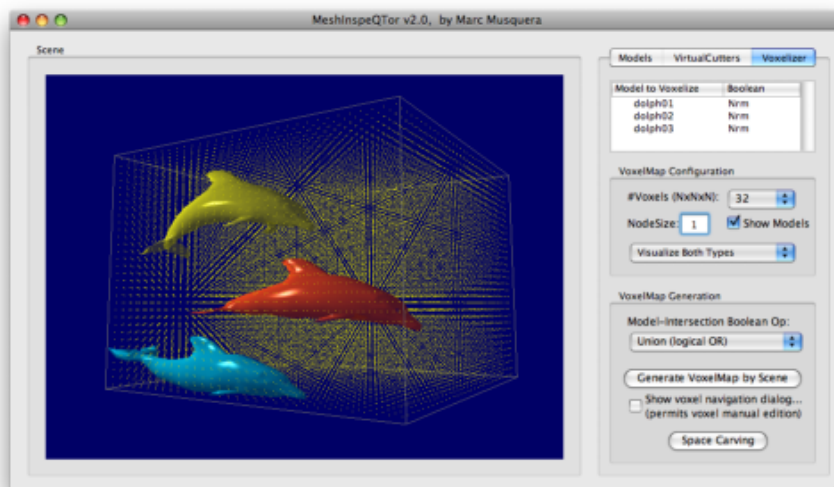 MeshInspeQTor v2.0, by Marc Musquera
Scene
Models VirtualCutters Voxelizer
Model to Voxelize Boolean
dolph01 Nrm
dolph02 Nrm
dolph03 Nrm
VoxelMap Configuration
#Voxels (NxNxN): 32
NodeSize: 1 Show Models
Visualize Both Types
VoxelMap Generation
Model-Intersection Boolean Op:
Union (logical OR)
Generate VoxelMap by Scene
Show voxel navigation dialog...
(permits voxel manual edition)
Space Carving